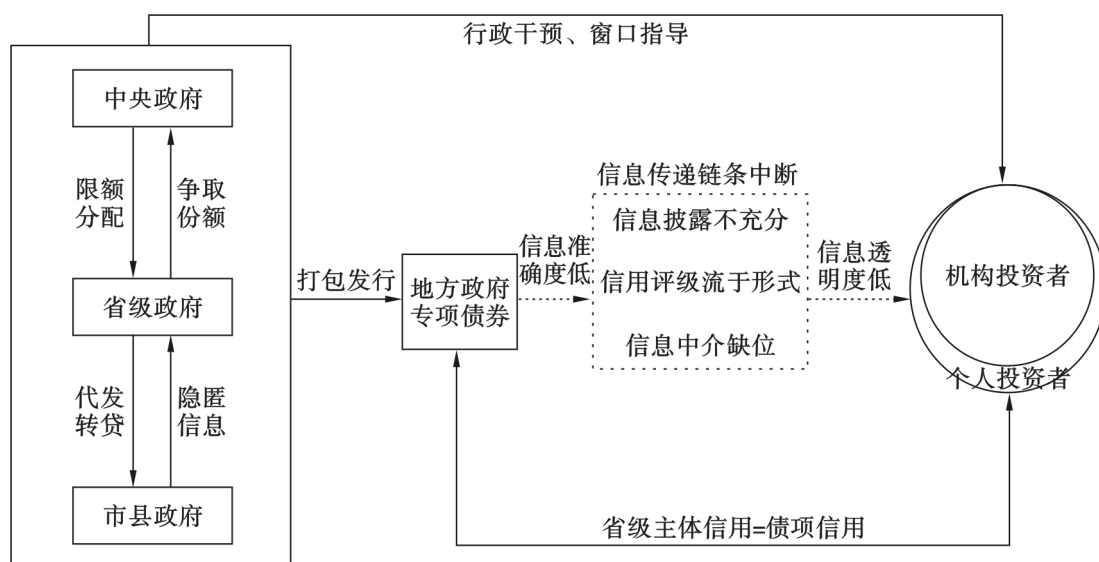 行政干预、窗口指导
中央政府
限额
分配
争取
份额
省级政府
代发
转贷
隐匿
信息
市县政府
打包发行
地方政府
专项债券
信息准
确度低
信息传递链条中断
信息披露不充分
信用评级流于形式
信息中介缺位
信息透
明度低
机构投资者
个人投资者
省级主体信用=债项信用